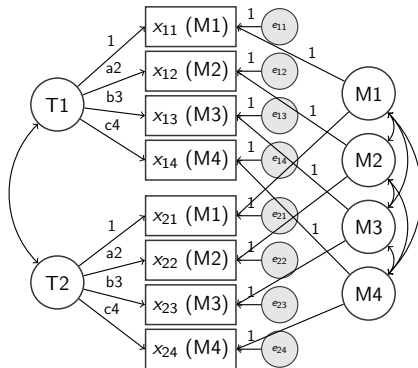 1
x11 (M1)
1
e11
1
a2
x12 (M2)
1
e12
M1
T1
b3
x13 (M3)
1
e13
1
c4
x14 (M4)
1
e14
M2
1
x21 (M1)
1
e21
1
M3
a2
x22 (M2)
1
e22
1
T2
b3
x23 (M3)
1
e23
M4
c4
x24 (M4)
1
e24